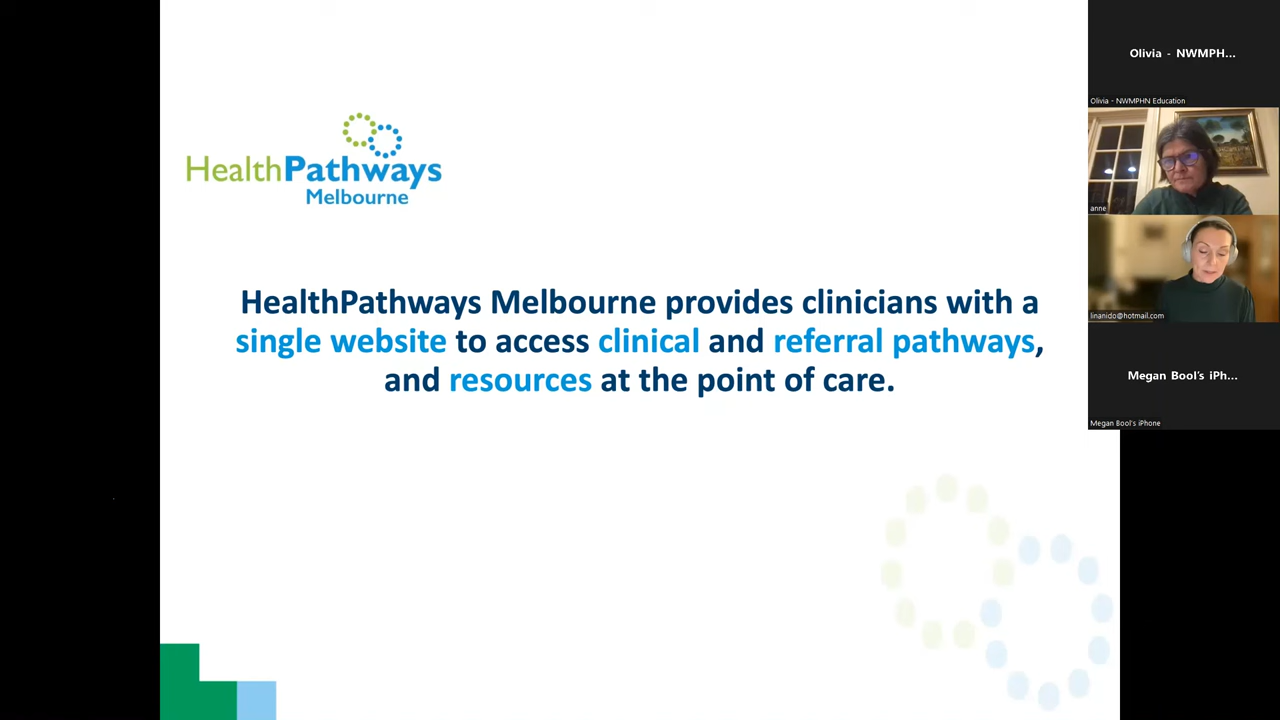 HealthPathways
Melbourne
HealthPathways Melbourne provides clinicians with a
single website to access clinical and referral pathways,
and resources at the point of care.
Olivia - NWMPH...
Olivia - NWMPHN Education
anne
linanido@hotmail.com
Megan Bool's iPh...
Megan Bool's iPhone